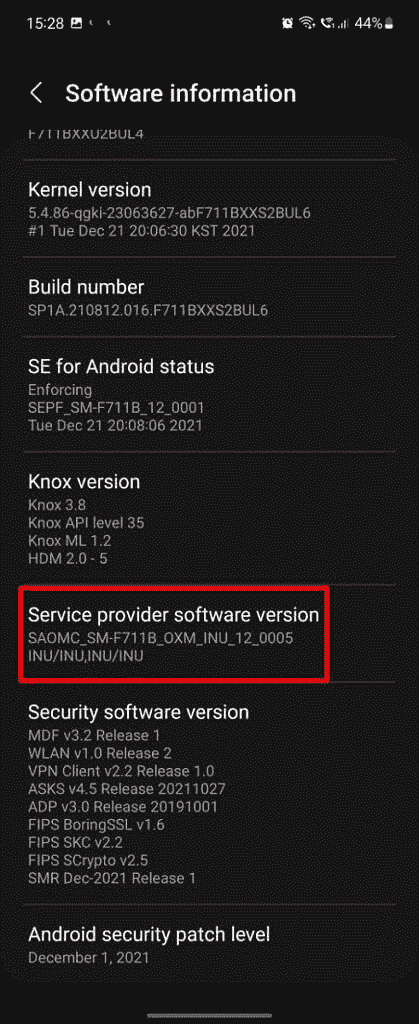 15:28
44%
Software information
F711BXXU2BUL4
Kernel version
5.4.86-qgki-23063627-abF711BXXS2BUL6
#1 Tue Dec 21 20:06:30 KST 2021
Build number
SP1A.210812.016.F711BXXS2BUL6
SE for Android status
Enforcing
SEPF_SM-F711B_12_0001
Tue Dec 21 20:08:06 2021
Knox version
Knox 3.8
Knox API level 35
Knox ML 1.2
HDM 2.0 - 5
Service provider software version
SAOMC_SM-F711B_OXM_INU_12_0005
INU/INU,INU/INU
Security software version
MDF v3.2 Release 1
WLAN v1.0 Release 2
VPN Client v2.2 Release 1.0
ASKS v4.5 Release 20211027
ADP v3.0 Release 20191001
FIPS BoringSSL v1.6
FIPS SKC v2.2
FIPS SCrypto v2.5
SMR Dec-2021 Release 1
Android security patch level
December 1, 2021